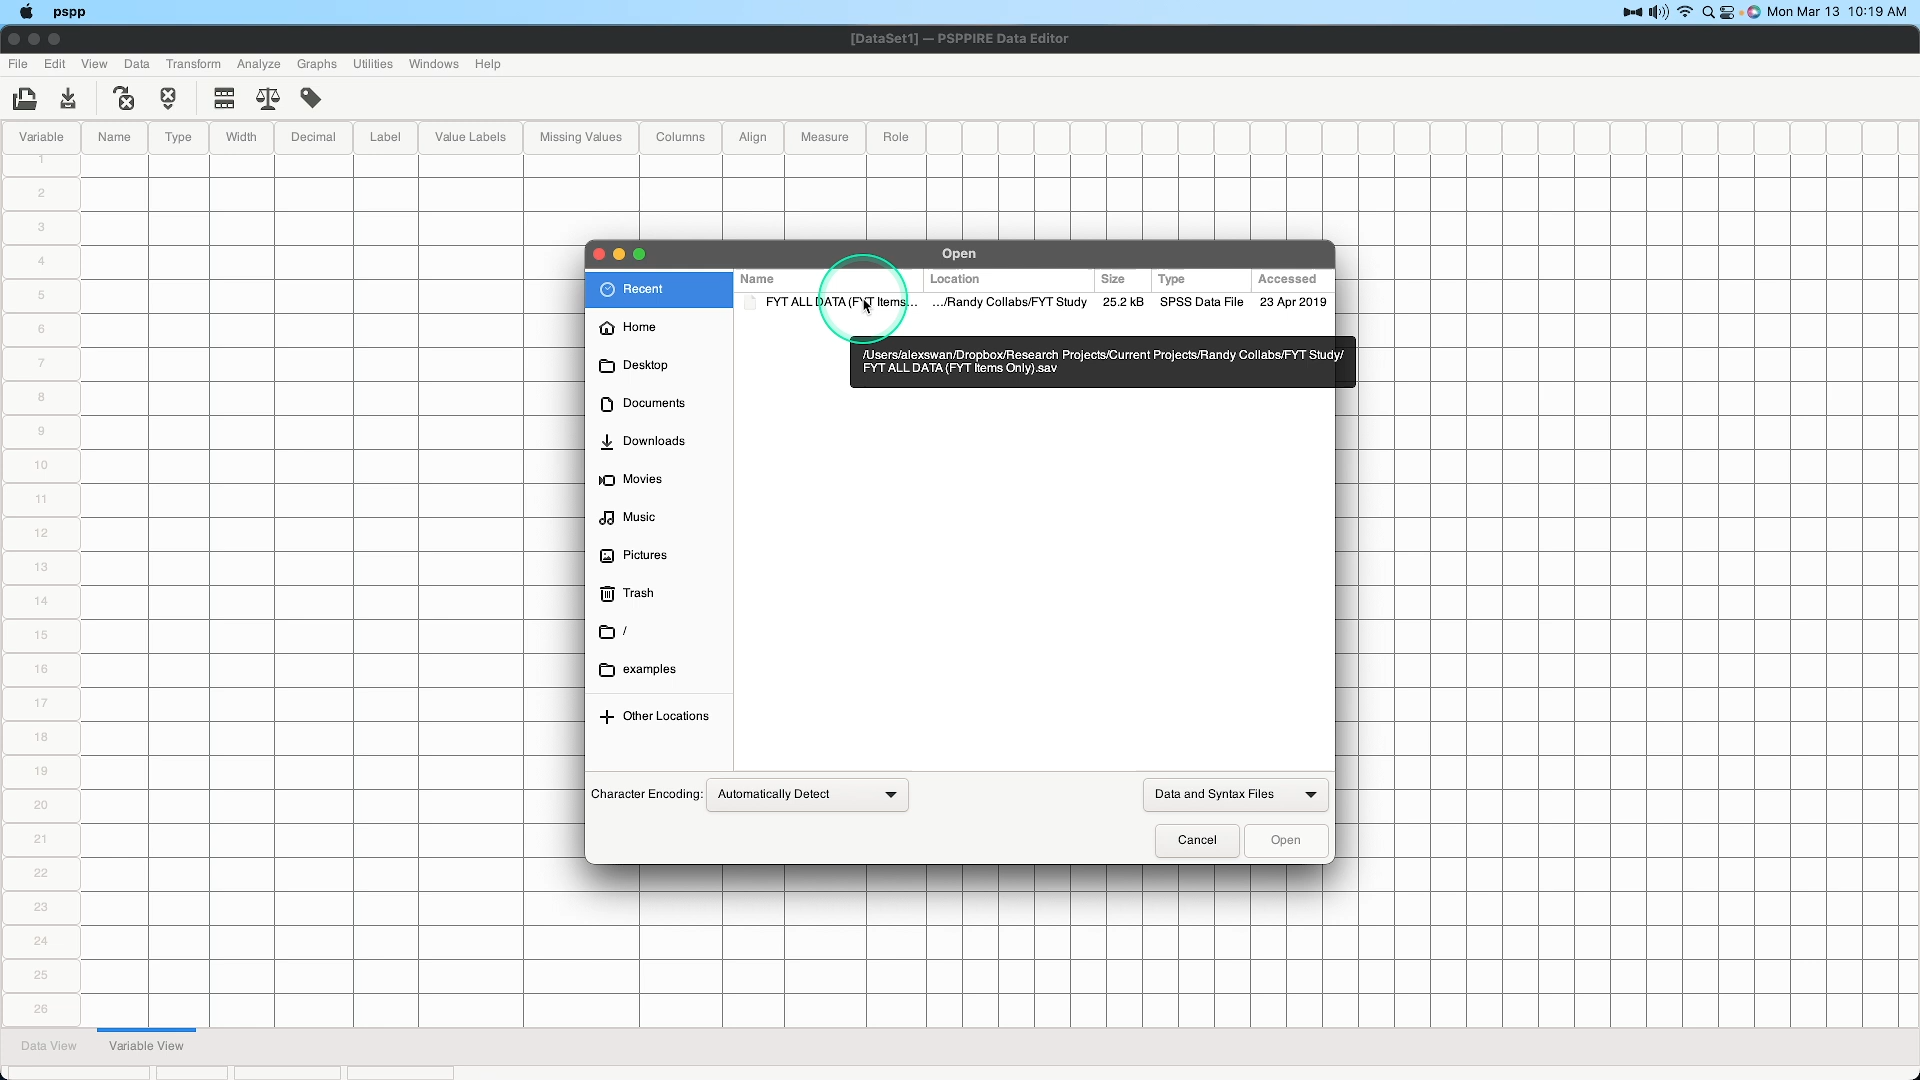 pspp
Mon Mar 13 10:19 AM
[DataSet1] — PSPPIRE Data Editor
File Edit View Data Transform Analyze Graphs Utilities Windows Help
Variable Name Type Width Decimal Label Value Labels Missing Values Columns Align Measure Role
1
2
3
4
5
6
7
8
9
10
11
12
13
14
15
16
17
18
19
20
21
22
23
24
25
26
Open
Recent
Home
Desktop
Documents
Downloads
Movies
Music
Pictures
Trash
/
examples
Other Locations
Name Location Size Type Accessed
FYT ALL DATA (FYT Items... .../Randy Collabs/FYT Study 25.2 kB SPSS Data File 23 Apr 2019
/Users/alexswan/Dropbox/Research Projects/Current Projects/Randy Collabs/FYT Study/
FYT ALL DATA (FYT Items Only).sav
Character Encoding: Automatically Detect Data and Syntax Files
Cancel Open
Data View Variable View